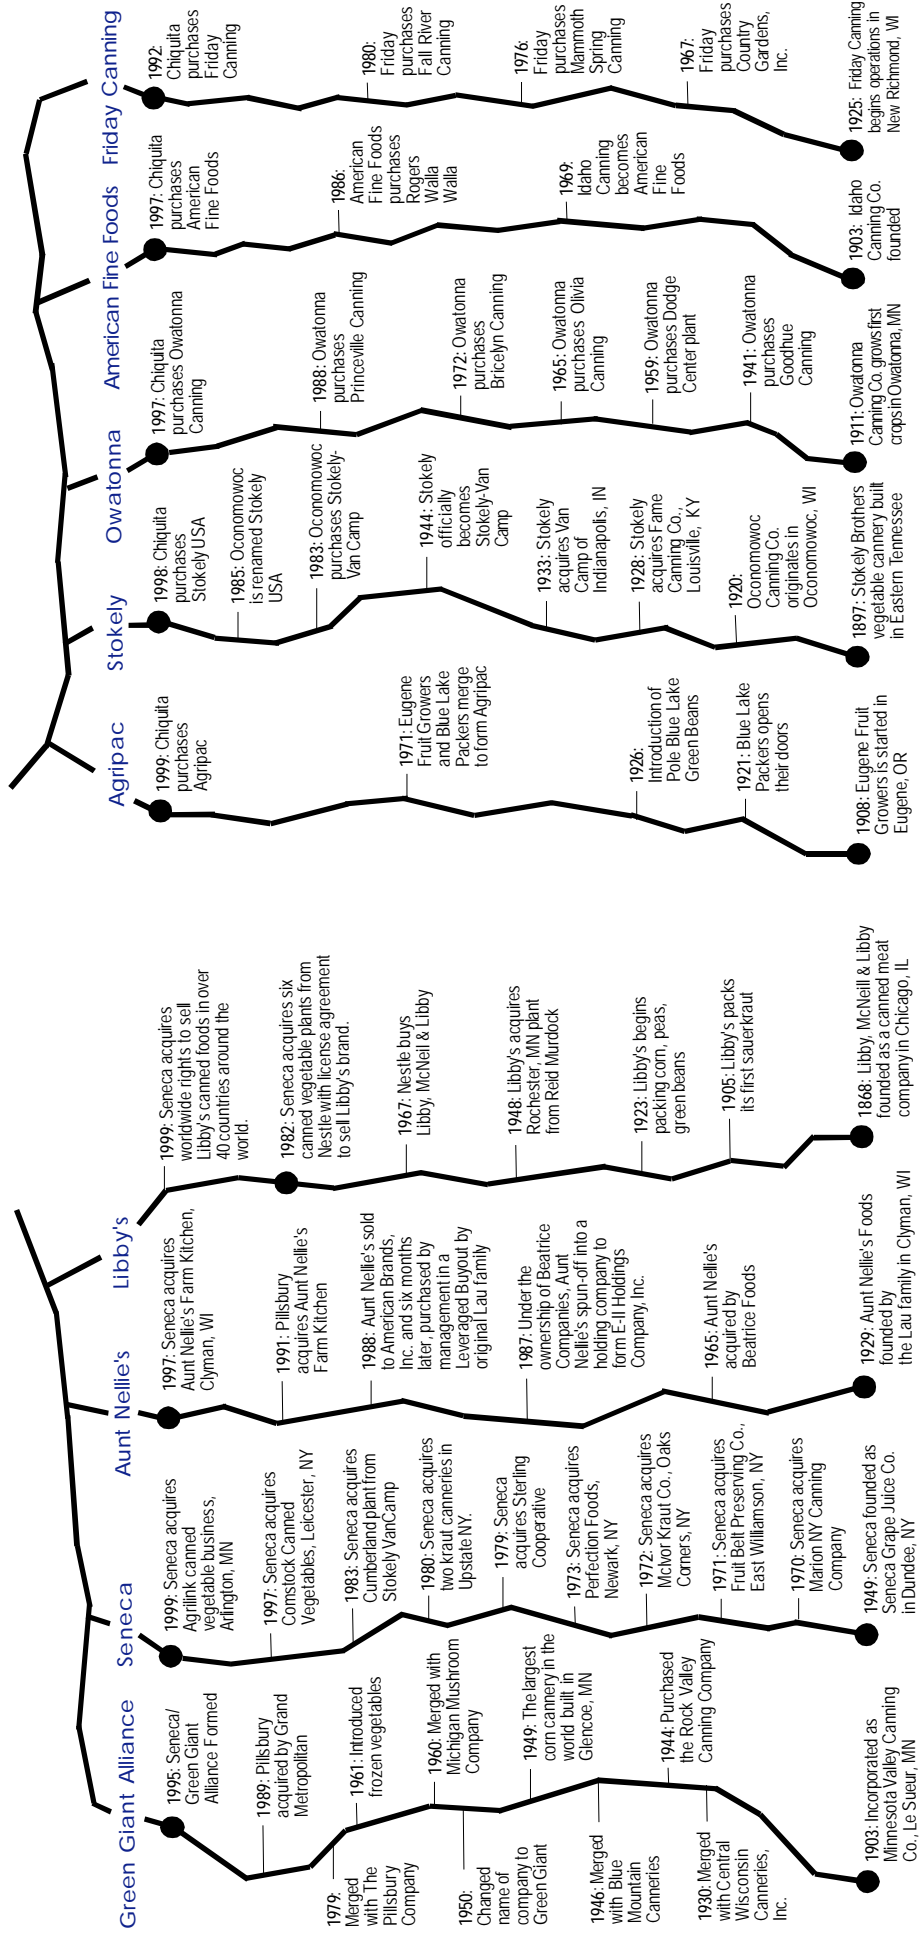 Green Giant Alliance
1995: Seneca/
Green Giant
Alliance Formed
1989: Pillsbury
acquired by Grand
Metropolitan
1979:
Merged
with The
Pillsbury
Company
1961: Introduced
frozen vegetables
1960: Merged with
Michigan Mushroom
Company
1950:
Changed
name of
company to
Green Giant
1949: The largest
corn cannery in the
world built in
Glencoe, MN
1946: Merged
with Blue
Mountain
Canneries
1944: Purchased
the Rock Valley
Canning Company
1930: Merged
with Central
Wisconsin
Canneries,
Inc.
1903: Incorporated as
Minnesota Valley Canning
Co., Le Sueur, MN
Seneca
1999: Seneca acquires
Agrilink canned
vegetable business,
Arlington, MN
1997: Seneca acquires
Comstock Canned
Vegetables, Leicester, NY
1983: Seneca acquires
Cumberland plant from
Stokely VanCamp
1980: Seneca acquires
two kraut canneries in
Upstate NY.
1979: Seneca
acquires Sterling
Cooperative
1973: Seneca acquires
Perfection Foods,
Newark, NY
1972: Seneca acquires
McIvor Kraut Co., Oaks
Corners, NY
1971: Seneca acquires
Fruit Belt Preserving Co.,
East Williamson, NY
1970: Seneca acquires
Marion NY Canning
Company
1949: Seneca founded as
Seneca Grape Juice Co.
in Dundee, NY
Aunt Nellie's
1997: Seneca acquires
Aunt Nellie's Farm Kitchen,
Clyman, WI
1991: Pillsbury
acquires Aunt Nellie's
Farm Kitchen
1988: Aunt Nellie's sold
to American Brands,
Inc. and six months
later, purchased by
management in a
Leveraged Buyout by
original Lau family
1987: Under the
ownership of Beatrice
Companies, Aunt
Nellie's spun-off into a
holding company to
form E-II Holdings
Company, Inc.
1965: Aunt Nellie's
acquired by
Beatrice Foods
1929: Aunt Nellie's Foods
founded by
the Lau family in Clyman, WI
Libby's
1999: Seneca acquires
worldwide rights to sell
Libby's canned foods in over
40 countries around the
world.
1982: Seneca acquires six
canned vegetable plants from
Nestle with license agreement
to sell Libby's brand.
1967: Nestle buys
Libby, McNeil & Libby
1948: Libby's acquires
Rochester, MN plant
from Reid Murdock
1923: Libby's begins
packing corn, peas,
green beans
1905: Libby's packs
its first sauerkraut
1868: Libby, McNeill & Libby
founded as a canned meat
company in Chicago, IL
Agripac
1999: Chiquita
purchases
Agripac
1971: Eugene
Fruit Growers
and Blue Lake
Packers merge
to form Agripac
1926:
Introduction of
Pole Blue Lake
Green Beans
1921: Blue Lake
Packers opens
their doors
1908: Eugene Fruit
Growers is started in
Eugene, OR
Stokely
1998: Chiquita
purchases
Stokely USA
1985: Oconomowoc
is renamed Stokely
USA
1983: Oconomowoc
purchases Stokely-
Van Camp
1944: Stokely
officially
becomes
Stokely-Van
Camp
1933: Stokely
acquires Van
Camp of
Indianapolis, IN
1928: Stokely
acquires Fame
Canning Co.,
Louisville, KY
1920:
Oconomowoc
Canning Co.
originates in
Oconomowoc, WI
1897: Stokely Brothers
vegetable cannery built
in Eastern Tennessee
Owatonna
1997: Chiquita
purchases Owatonna
Canning
1988: Owatonna
purchases
Princeville Canning
1972: Owatonna
purchases
Bricelyn Canning
1965: Owatonna
purchases Olivia
Canning
1959: Owatonna
purchases Dodge
Center plant
1941: Owatonna
purchases
Goodhue
Canning
1911: Owatonna
Canning Co. grows first
crops in Owatonna, MN
American Fine Foods
1997: Chiquita
purchases
American
Fine Foods
1986:
American
Fine Foods
purchases
Rogers
Walla
Walla
1969:
Idaho
Canning
becomes
American
Fine
Foods
1903: Idaho
Canning Co.
founded
Friday Canning
1992:
Chiquita
purchases
Friday
Canning
1980:
Friday
purchases
Fall River
Canning
1976:
Friday
purchases
Mammoth
Spring
Canning
1967:
Friday
purchases
Country
Gardens,
Inc.
1925: Friday Canning
begins operations in
New Richmond, WI